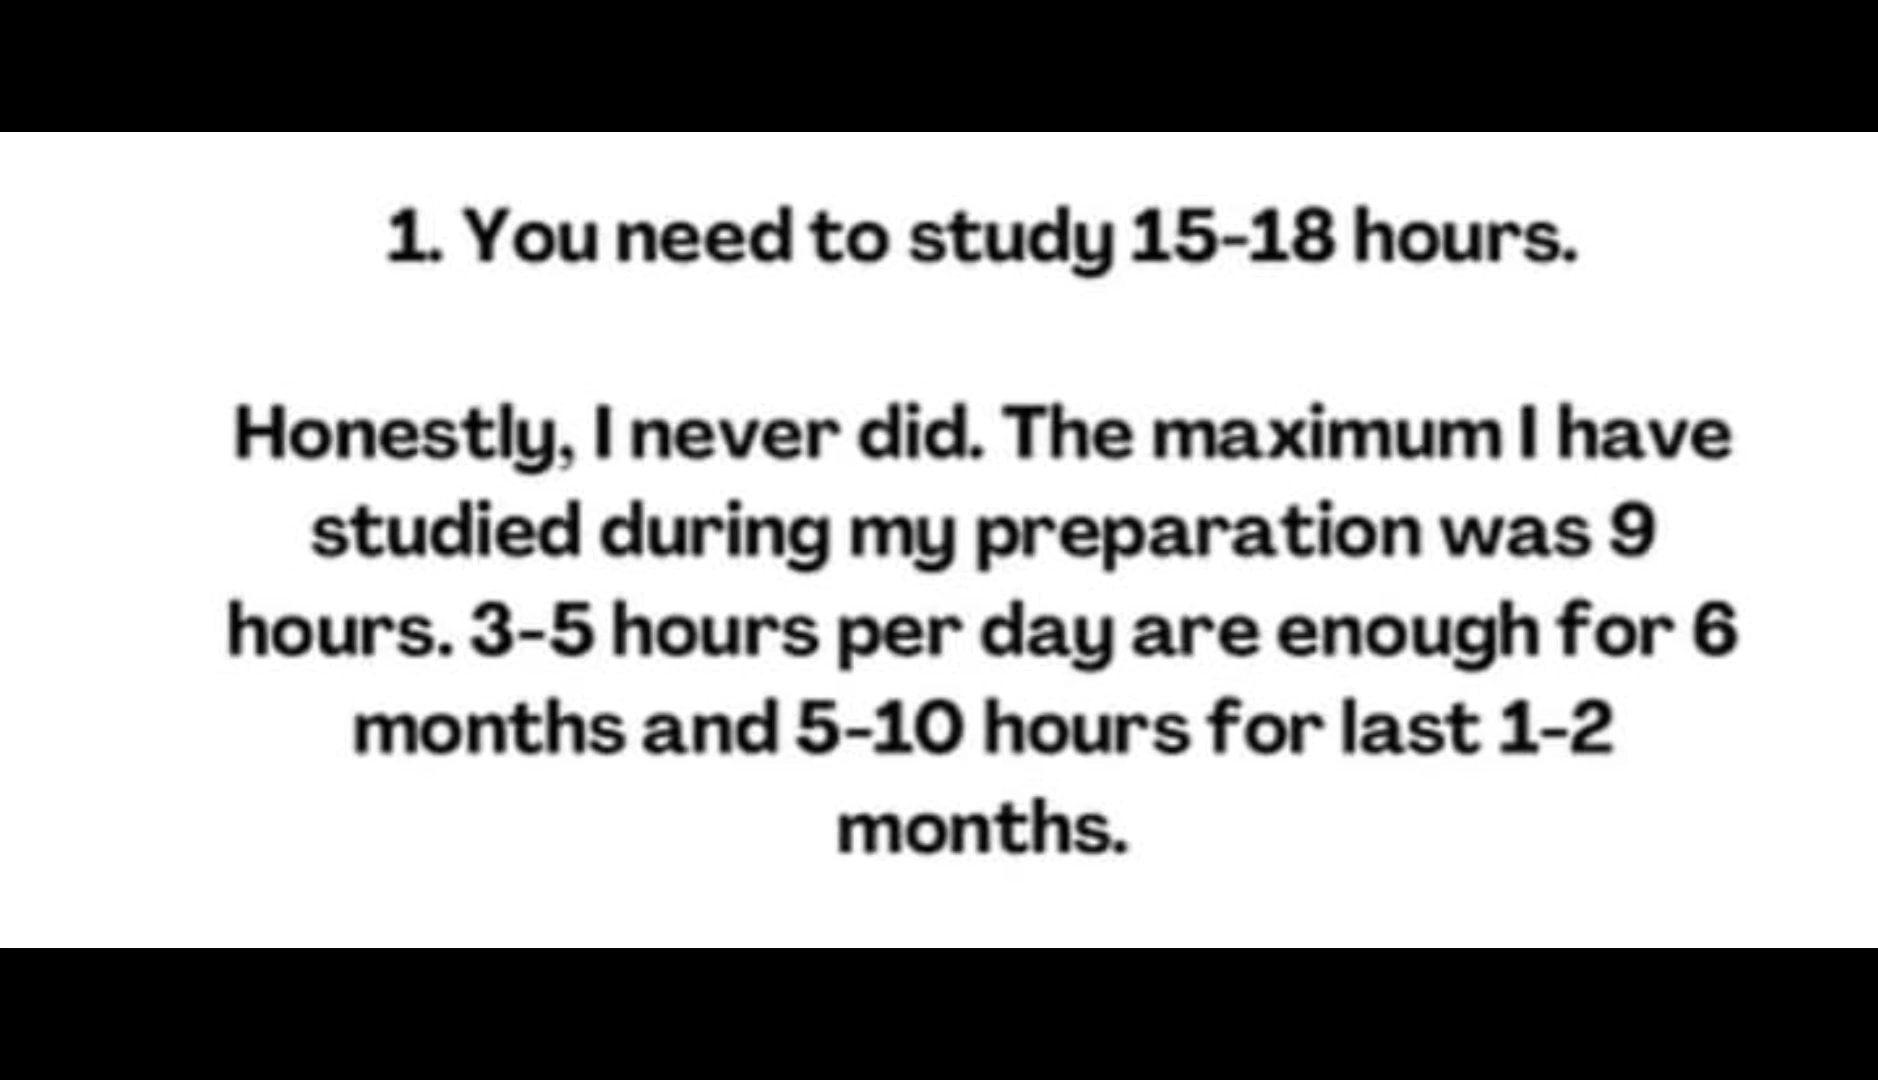 1. You need to study 15-18 hours.
Honestly, I never did. The maximum I have
studied during my preparation was 9
hours. 3-5 hours per day are enough for 6
months and 5-10 hours for last 1-2
months.